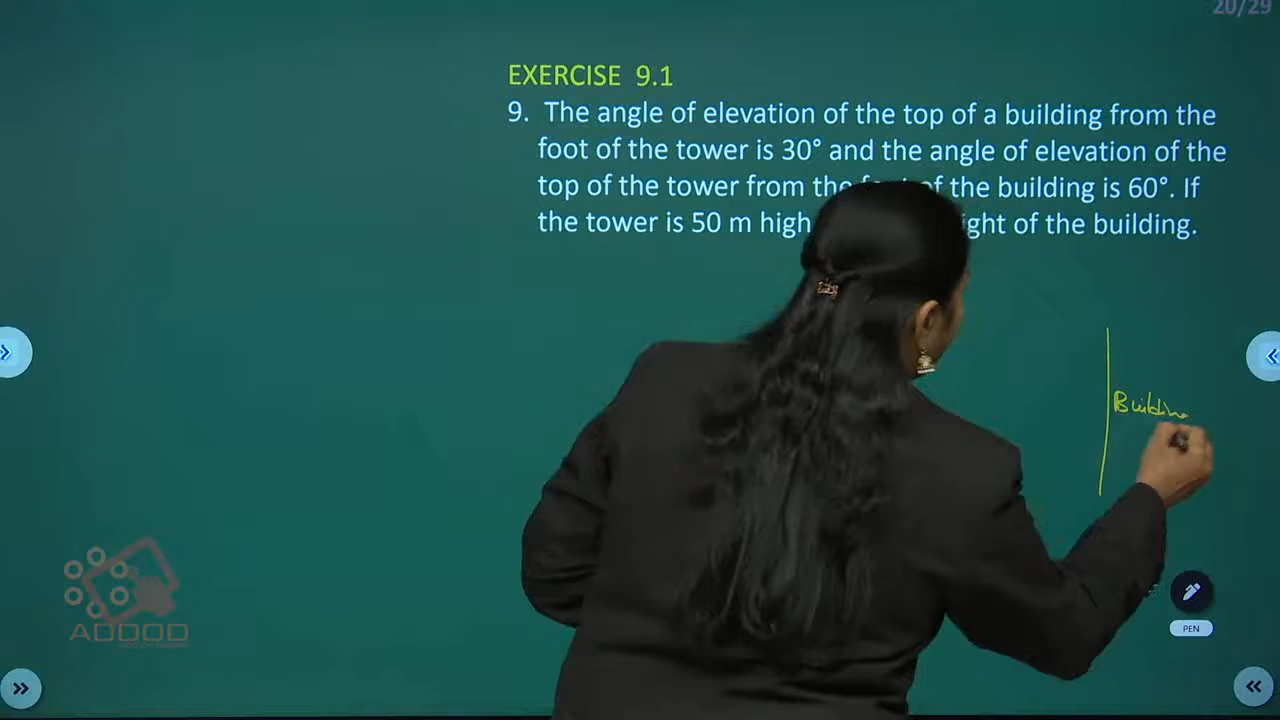 20/29
EXERCISE 9.1
9. The angle of elevation of the top of a building from the
foot of the tower is 30° and the angle of elevation of the
top of the tower from the of the building is 60°. If
the tower is 50 m high of the building.
Buildin
PEN